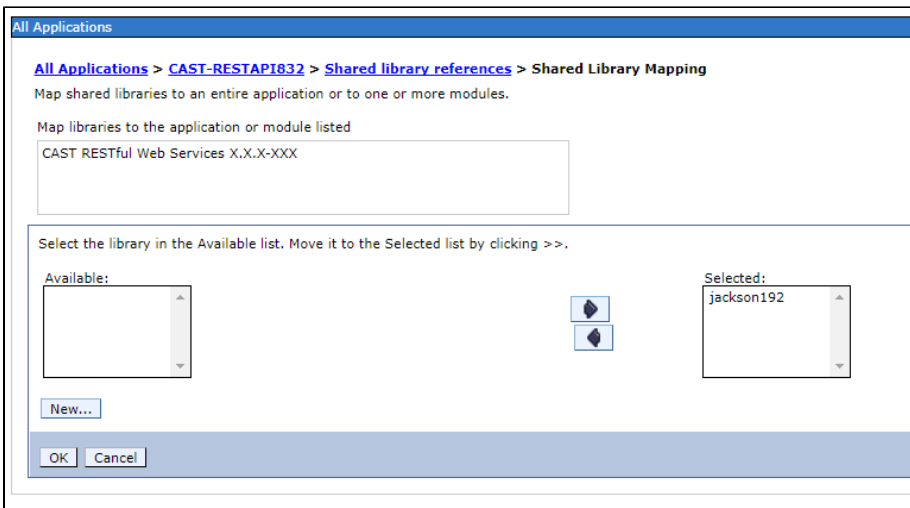 All Applications
All Applications > CAST-RESTAPI832 > Shared library references > Shared Library Mapping
Map shared libraries to an entire application or to one or more modules.
Map libraries to the application or module listed
CAST RESTful Web Services X.X.X-XXX
Select the library in the Available list. Move it to the Selected list by clicking >>.
Available:
Selected:
jackson192
New...
OK Cancel